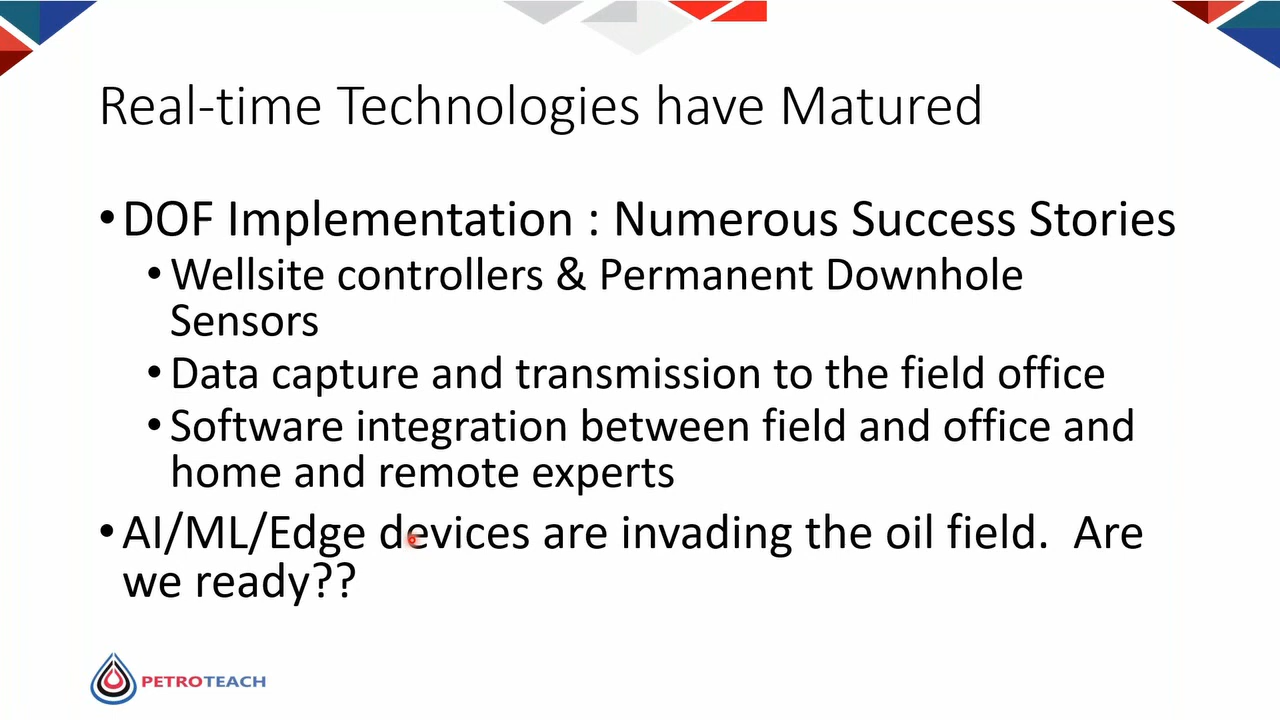 Real-time Technologies have Matured
•DOF Implementation : Numerous Success Stories
•Wellsite controllers & Permanent Downhole
Sensors
•Data capture and transmission to the field office
•Software integration between field and office and
home and remote experts
•AI/ML/Edge devices are invading the oil field.  Are
we ready??
PETROTEACH